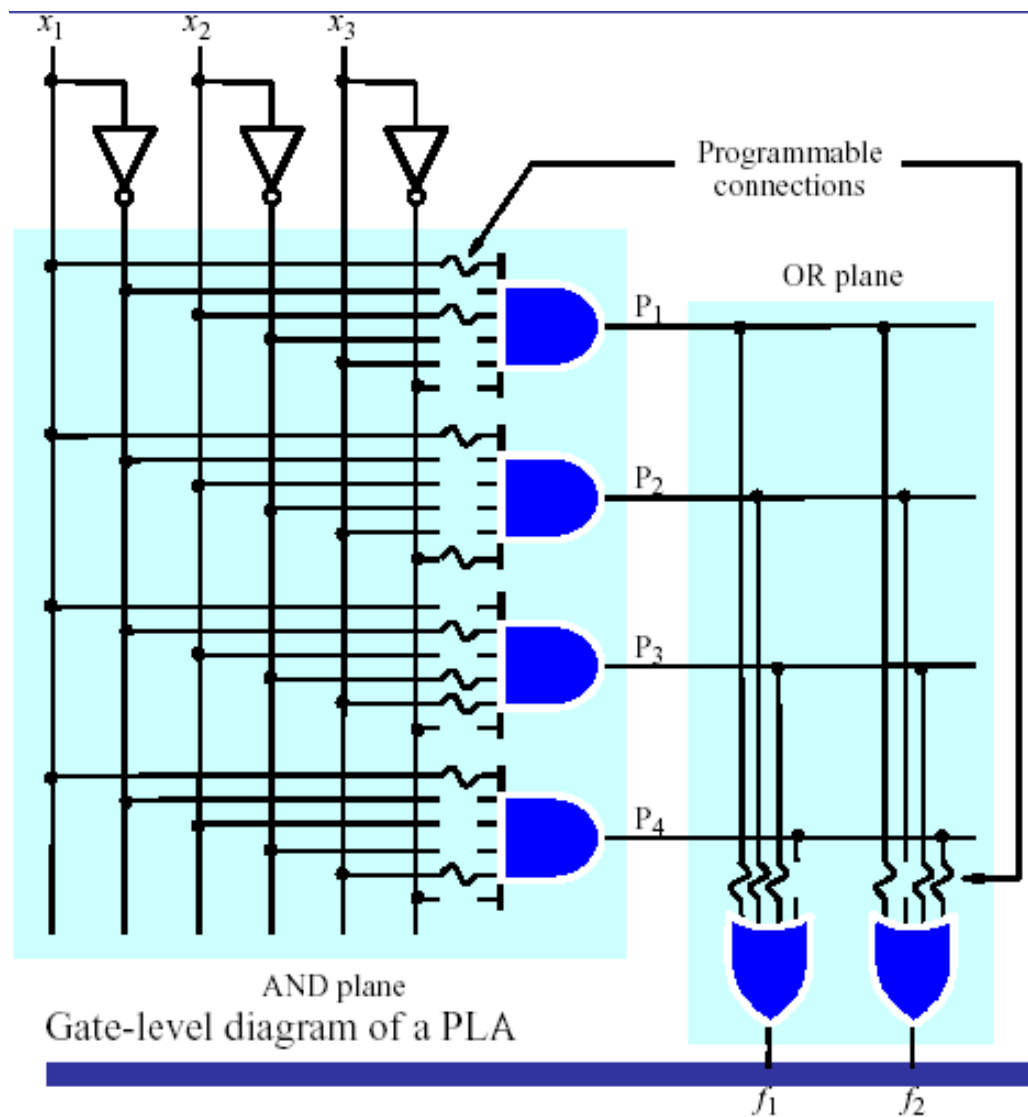 x1 x2 x3
Programmable
connections
OR plane
P1
P2
P3
P4
AND plane
Gate-level diagram of a PLA
f1 f2